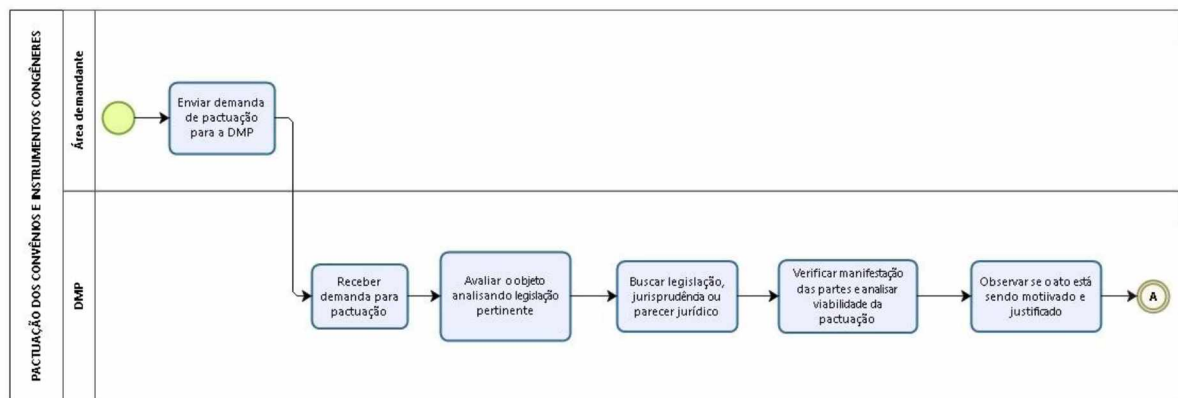 PACTUAÇÃO DOS CONVÊNIOS E INSTRUMENTOS CONGÊNERES
Área demandante
Enviar demanda
de pactuação
para a DMP
DMP
Receber
demanda para
pactuação
Avaliar o objeto
analisando legislação
pertinente
Buscar legislação,
jurisprudência ou
parecer jurídico
Verificar manifestação
das partes e analisar
viabilidade da
pactuação
Observar se o ato está
sendo motiivado e
justificado
A